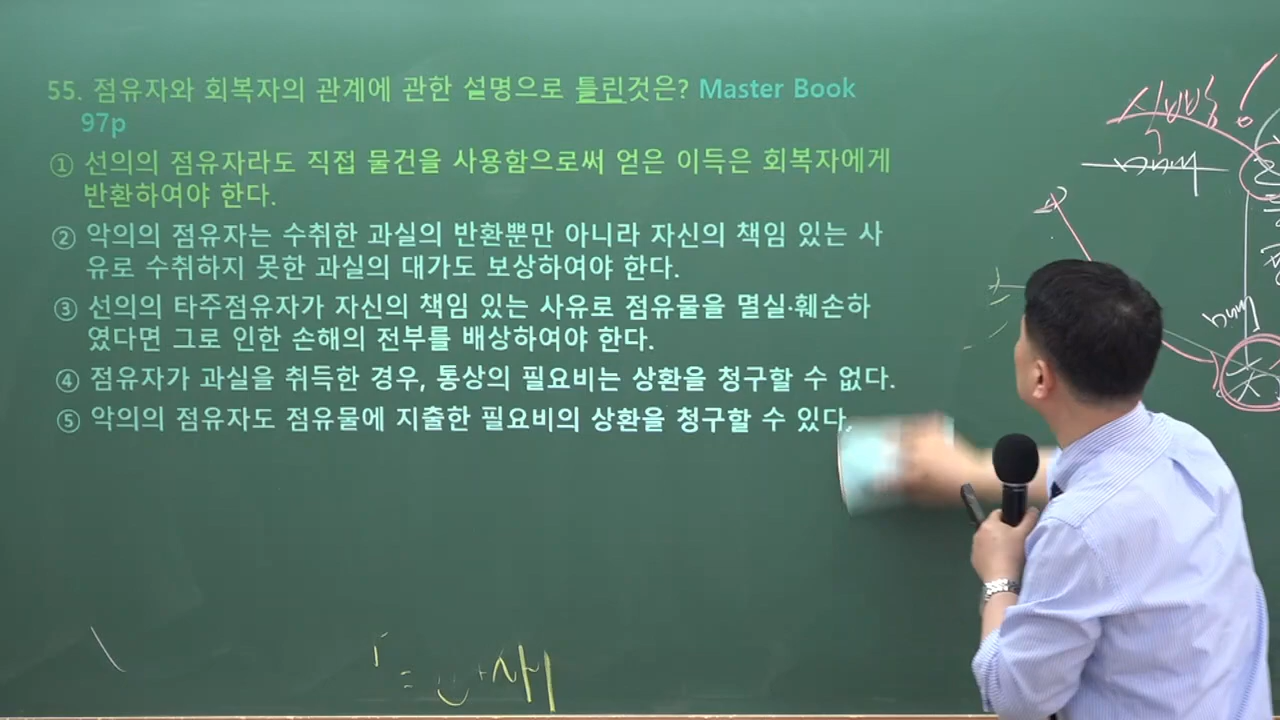 55. 점유자와 회복자의 관계에 관한 설명으로 틀린것은? Master Book
97p
① 선의의 점유자라도 직접 물건을 사용함으로써 얻은 이득은 회복자에게
반환하여야 한다.
② 악의의 점유자는 수취한 과실의 반환뿐만 아니라 자신의 책임 있는 사
유로 수취하지 못한 과실의 대가도 보상하여야 한다.
③ 선의의 타주점유자가 자신의 책임 있는 사유로 점유물을 멸실·훼손하
였다면 그로 인한 손해의 전부를 배상하여야 한다.
④ 점유자가 과실을 취득한 경우, 통상의 필요비는 상환을 청구할 수 없다.
⑤ 악의의 점유자도 점유물에 지출한 필요비의 상환을 청구할 수 있다.